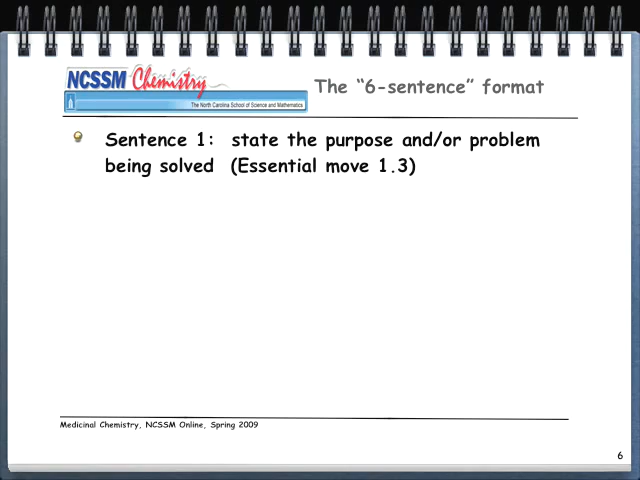 NCSSM Chemistry
The North Carolina School of Science and Mathematics
The “6-sentence” format
Sentence 1: state the purpose and/or problem
being solved (Essential move 1.3)
Medicinal Chemistry, NCSSM Online, Spring 2009
6